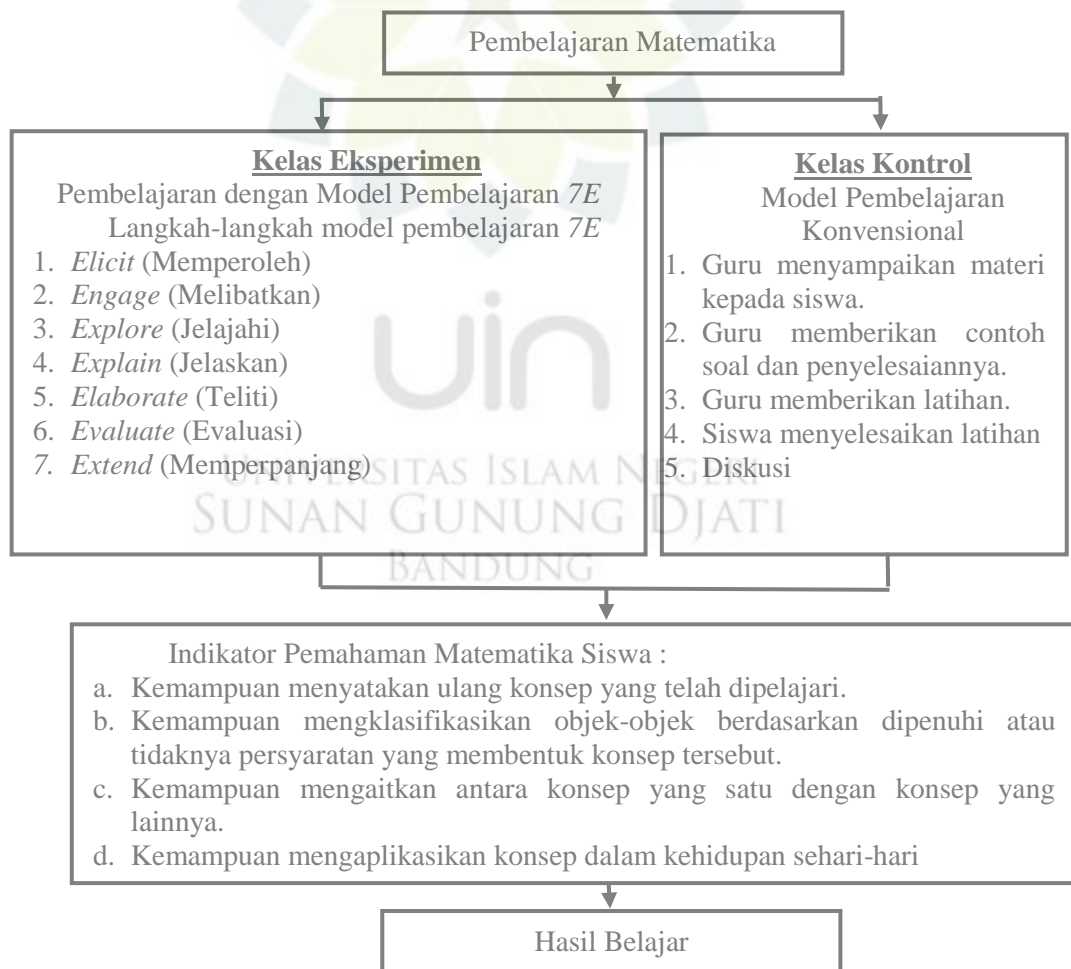 Pembelajaran Matematika
Kelas Eksperimen
Pembelajaran dengan Model Pembelajaran 7E
Langkah-langkah model pembelajaran 7E
1. Elicit (Memperoleh)
2. Engage (Melibatkan)
3. Explore (Jelajahi)
4. Explain (Jelaskan)
5. Elaborate (Teliti)
6. Evaluate (Evaluasi)
7. Extend (Memperpanjang)
Kelas Kontrol
Model Pembelajaran
Konvensional
1. Guru menyampaikan materi
kepada siswa.
2. Guru memberikan contoh
soal dan penyelesaiannya.
3. Guru memberikan latihan.
4. Siswa menyelesaikan latihan
5. Diskusi
uin
UNIVERSITAS ISLAM NEGERI
SUNAN GUNUNG DJATI
BANDUNG
Indikator Pemahaman Matematika Siswa :
a. Kemampuan menyatakan ulang konsep yang telah dipelajari.
b. Kemampuan mengklasifikasikan objek-objek berdasarkan dipenuhi atau
tidaknya persyaratan yang membentuk konsep tersebut.
c. Kemampuan mengaitkan antara konsep yang satu dengan konsep yang
lainnya.
d. Kemampuan mengaplikasikan konsep dalam kehidupan sehari-hari
Hasil Belajar